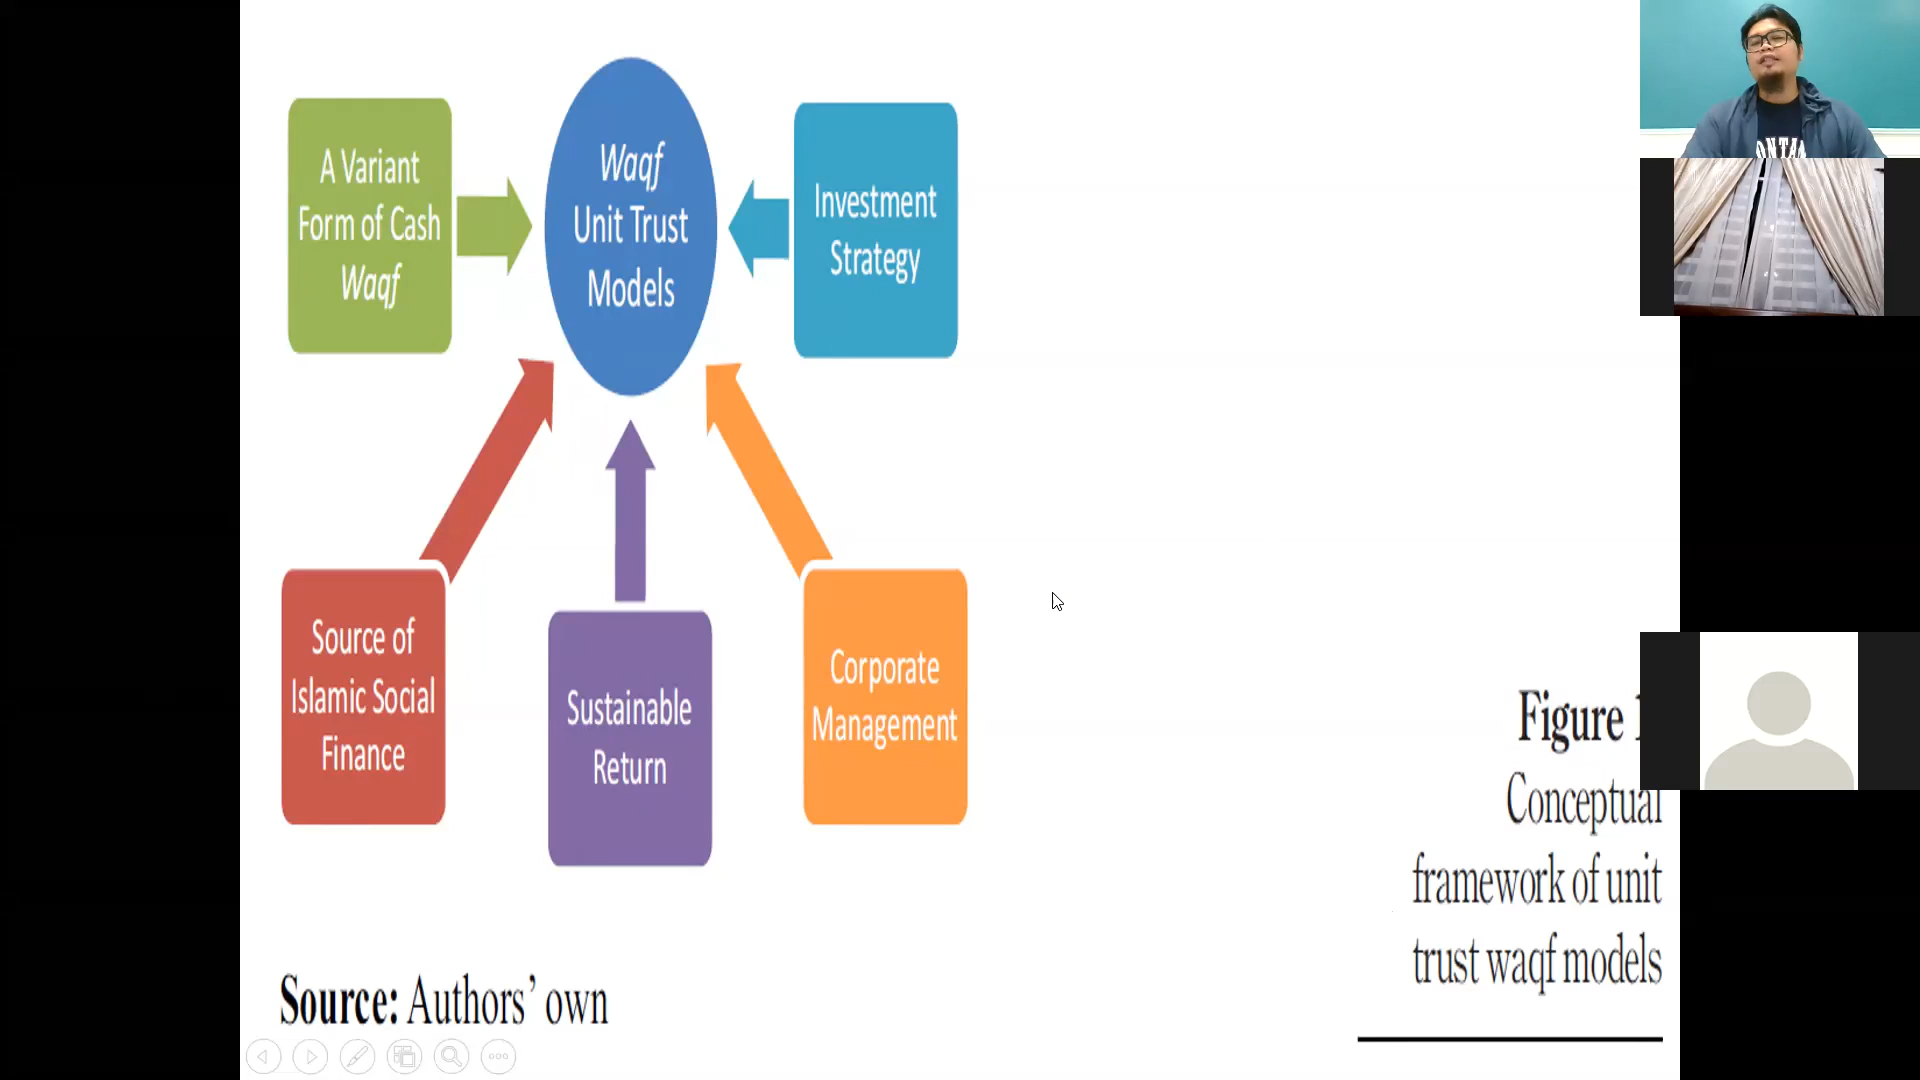 A Variant
Form of Cash
Waqf
Waqf
Unit Trust
Models
Investment
Strategy
Source of
Islamic Social
Finance
Sustainable
Return
Corporate
Management
Figure
Conceptual
framework of unit
trust waqf models
Source: Authors’ own